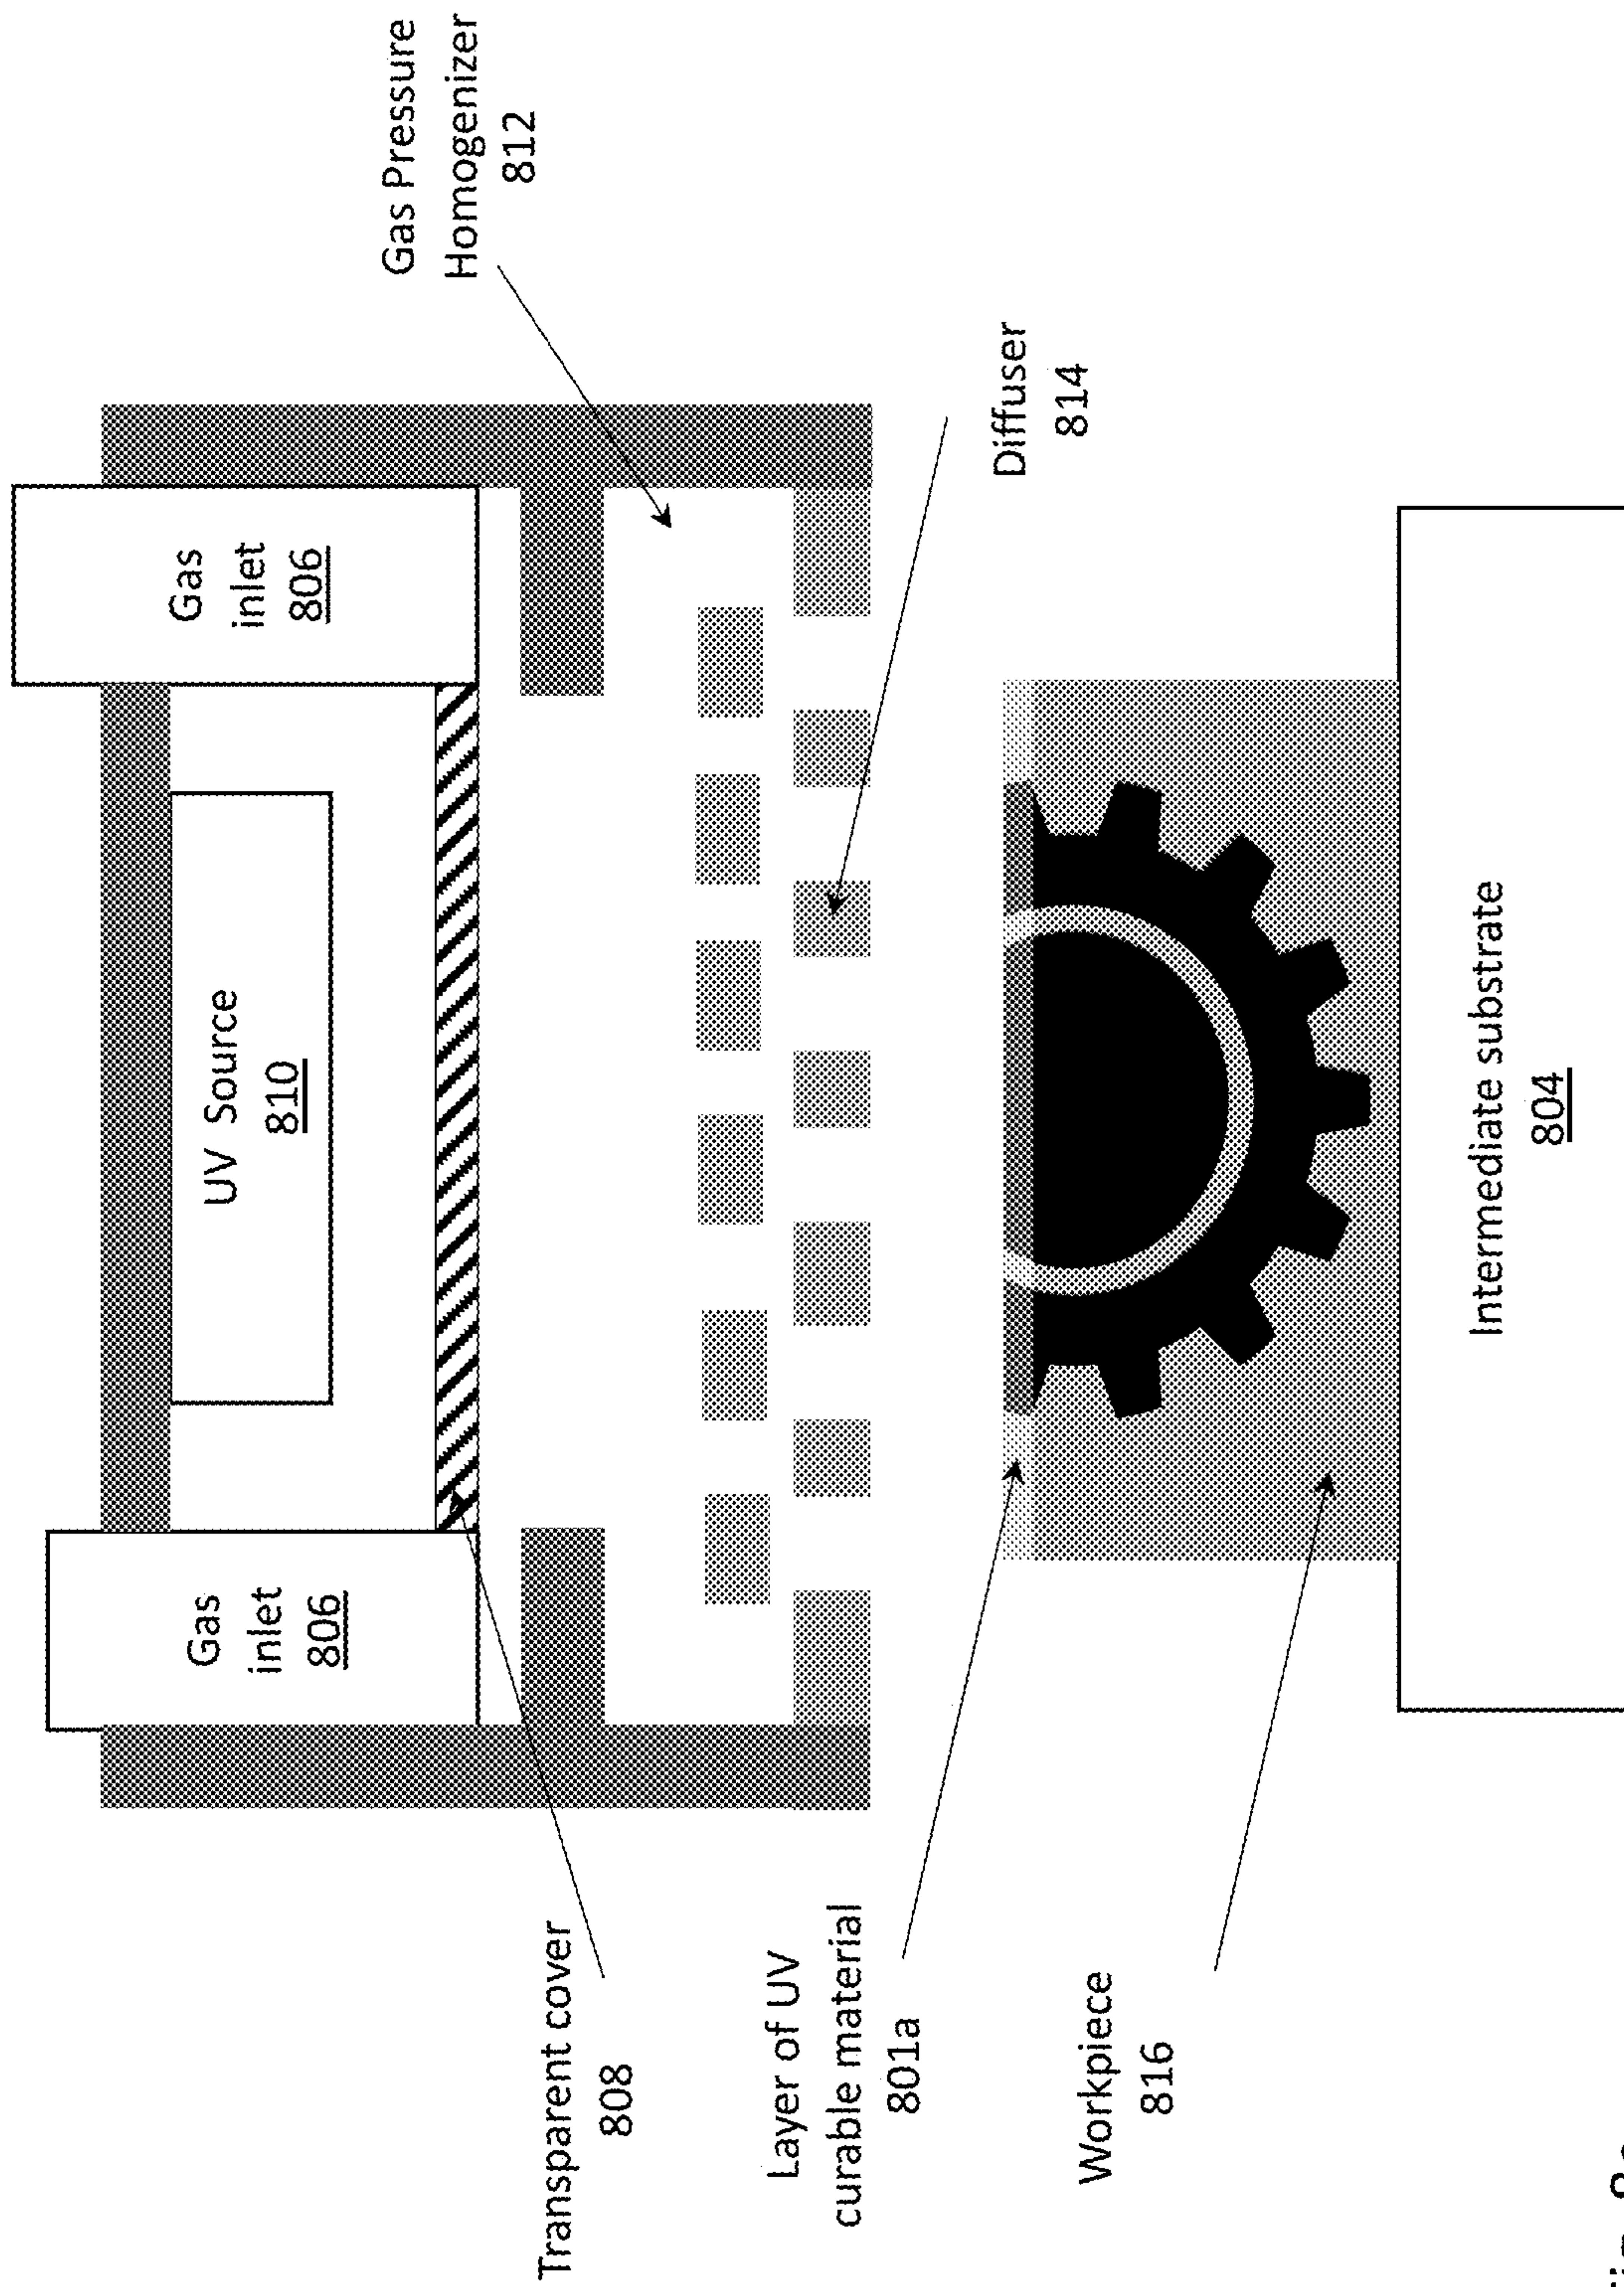 Gas
inlet
806
UV Source
810
Gas
inlet
806
Gas Pressure
Homogenizer
812
Transparent cover
808
Layer of UV
curable material
801a
Diffuser
814
Workpiece
816
Intermediate substrate
804